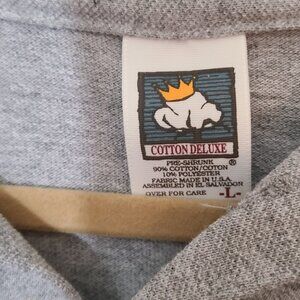 COTTON DELUXE
®
PRE-SHRUNK
90% COTTON/COTON
10% POLYESTER
FABRIC MADE IN U.S.A.
ASSEMBLED IN EL SALVADOR
OVER FOR CARE -L-